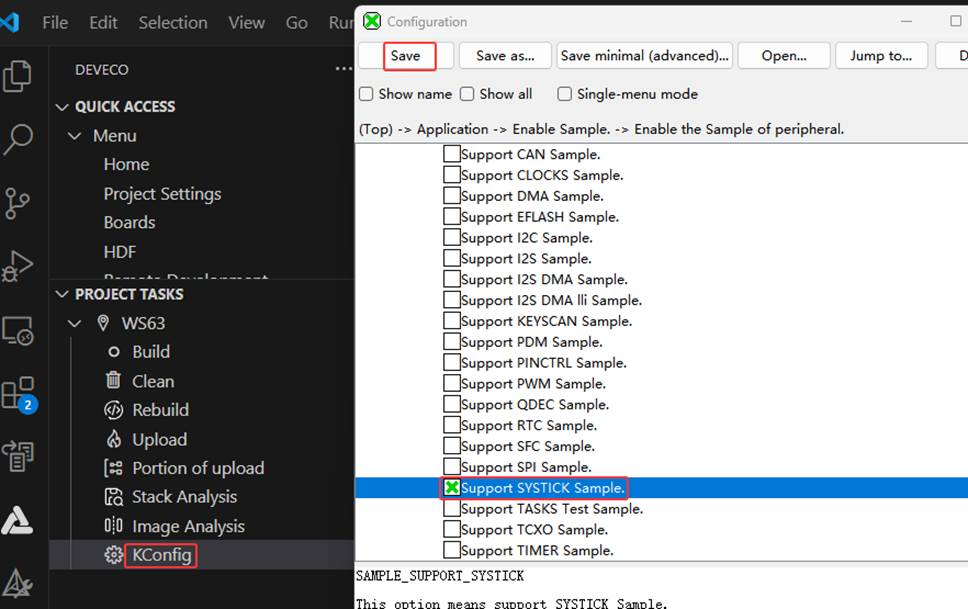 File Edit Selection View Go Run
DEVECO
QUICK ACCESS
Menu
Home
Project Settings
Boards
HDF
Remote Development
PROJECT TASKS
WS63
Build
Clean
Rebuild
Upload
Portion of upload
Stack Analysis
Image Analysis
KConfig
2
Configuration
Save Save as... Save minimal (advanced)... Open... Jump to...
Show name Show all Single-menu mode
(Top) -> Application -> Enable Sample. -> Enable the Sample of peripheral.
Support CAN Sample.
Support CLOCKS Sample.
Support DMA Sample.
Support EFLASH Sample.
Support I2C Sample.
Support I2S Sample.
Support I2S DMA Sample.
Support I2S DMA lli Sample.
Support KEYSCAN Sample.
Support PDM Sample.
Support PINCTRL Sample.
Support PWM Sample.
Support QDEC Sample.
Support RTC Sample.
Support SFC Sample.
Support SPI Sample.
Support SYSTICK Sample.
Support TASKS Test Sample.
Support TCXO Sample.
Support TIMER Sample.
SAMPLE_SUPPORT_SYSTICK
This option means support SYSTICK Sample.